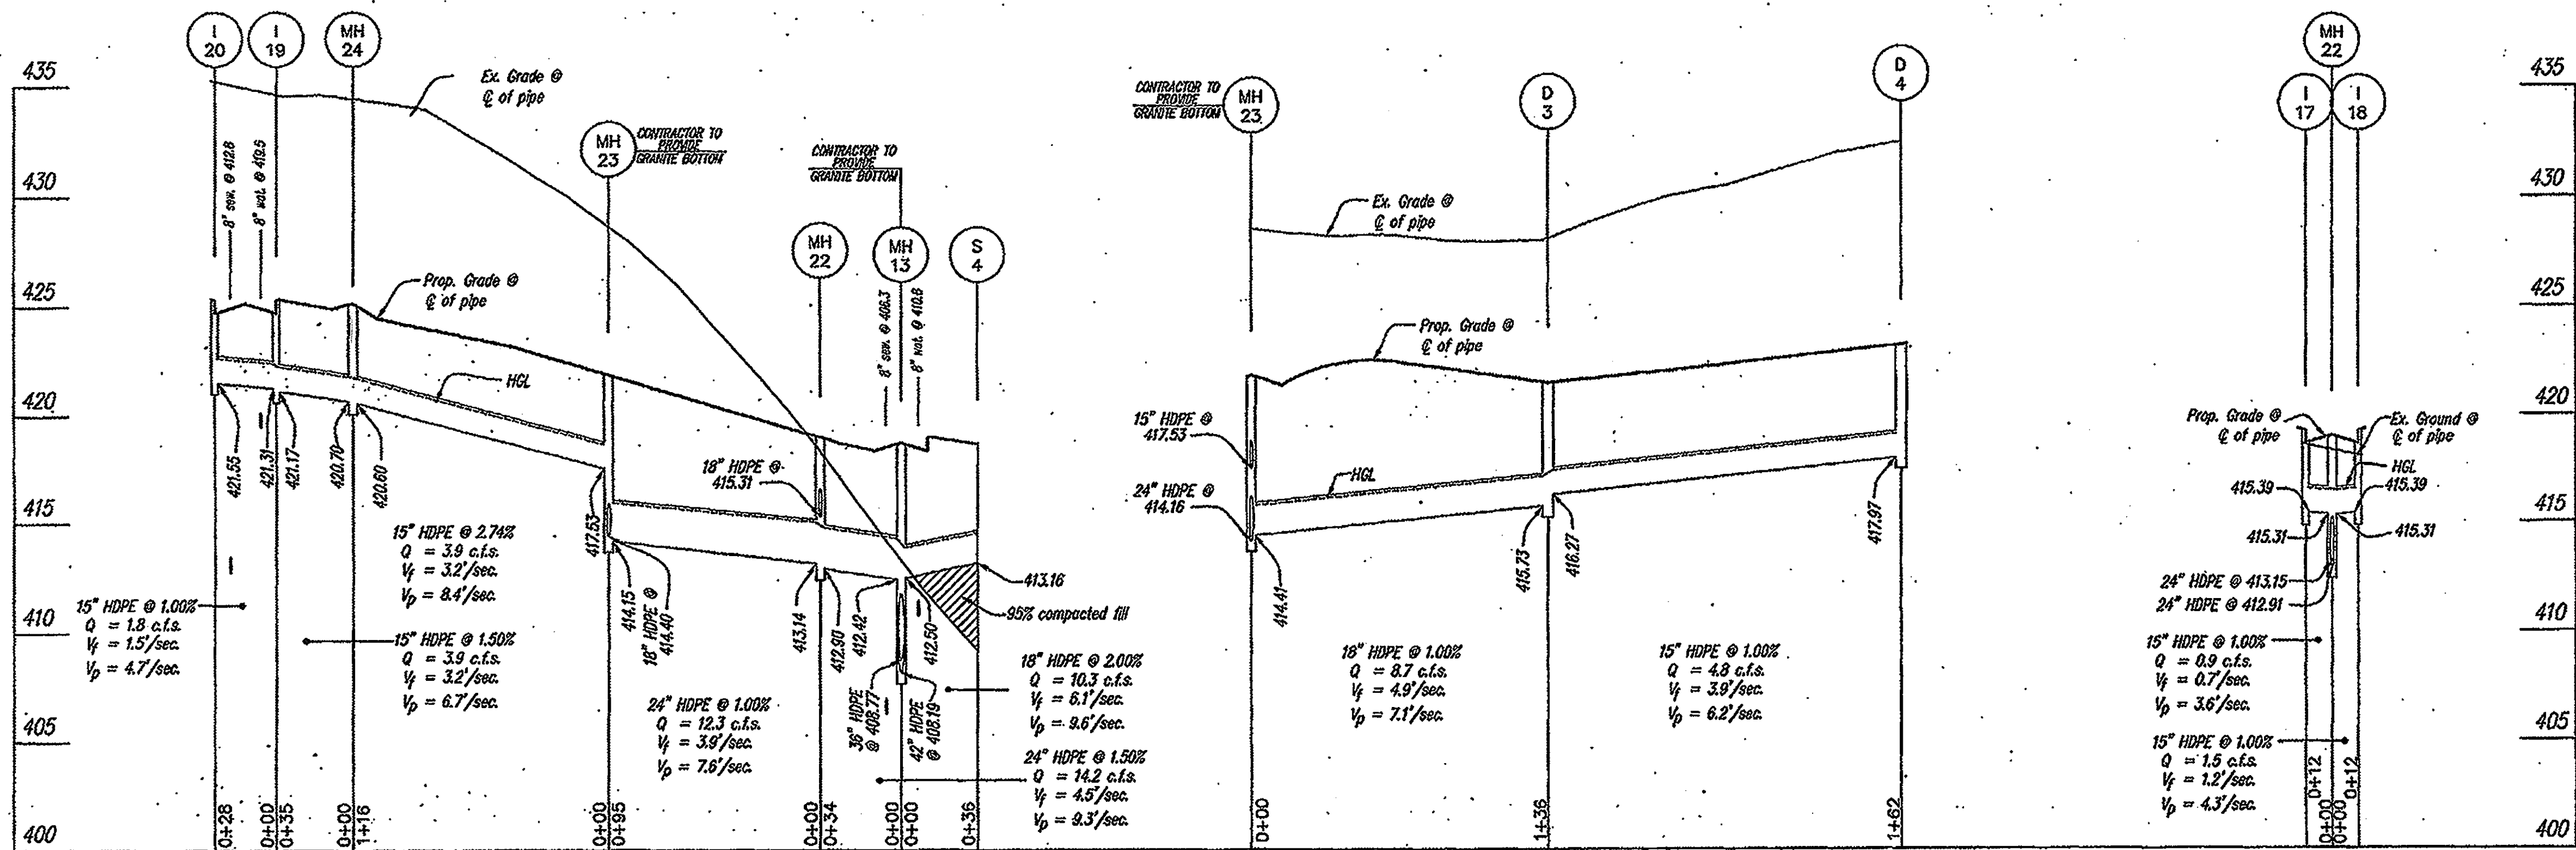 I
20
I
19
MH
24
435
430
425
420
415
410
405
400
8" sew. @ 412.8
8" wat. @ 419.5
Ex. Grade @
℄ of pipe
MH
23
CONTRACTOR TO
PROVIDE
GRANITE BOTTOM
CONTRACTOR TO
PROVIDE
GRANITE BOTTOM
MH
22
MH
13
S
4
Prop. Grade @
℄ of pipe
8" sew. @ 406.3
8" wat. @ 410.8
HGL
18" HDPE @
415.31
421.55
421.31
421.17
420.70
420.60
417.53
414.15
18" HDPE @
414.40
413.14
412.90
412.42
412.50
413.16
95% compacted fill
36" HDPE
@ 408.77
42" HDPE
@ 408.19
15" HDPE @ 1.00%
Q = 1.8 c.f.s.
Vf = 1.5'/sec.
Vp = 4.7'/sec.
15" HDPE @ 2.74%
Q = 3.9 c.f.s.
Vf = 3.2'/sec.
Vp = 8.4'/sec.
15" HDPE @ 1.50%
Q = 3.9 c.f.s.
Vf = 3.2'/sec.
Vp = 6.7'/sec.
24" HDPE @ 1.00%
Q = 12.3 c.f.s.
Vf = 3.9'/sec.
Vp = 7.6'/sec.
18" HDPE @ 2.00%
Q = 10.3 c.f.s.
Vf = 6.1'/sec.
Vp = 9.6'/sec.
24" HDPE @ 1.50%
Q = 14.2 c.f.s.
Vf = 4.5'/sec.
Vp = 9.3'/sec.
0+28
0+00
0+35
0+00
1+16
0+00
0+95
0+00
0+34
0+00
0+00
0+36
CONTRACTOR TO
PROVIDE
GRANITE BOTTOM
MH
23
D
3
D
4
Ex. Grade @
℄ of pipe
Prop. Grade @
℄ of pipe
15" HDPE @
417.53
24" HDPE @
414.16
HGL
414.41
415.73
416.27
417.97
18" HDPE @ 1.00%
Q = 8.7 c.f.s.
Vf = 4.9'/sec.
Vp = 7.1'/sec.
15" HDPE @ 1.00%
Q = 4.8 c.f.s.
Vf = 3.9'/sec.
Vp = 6.2'/sec.
0+00
1+36
1+62
MH
22
I
17
I
18
Prop. Grade @
℄ of pipe
Ex. Ground @
℄ of pipe
HGL
415.39
415.39
415.31
415.31
24" HDPE @ 413.15
24" HDPE @ 412.91
15" HDPE @ 1.00%
Q = 0.9 c.f.s.
Vf = 0.7'/sec.
Vp = 3.6'/sec.
15" HDPE @ 1.00%
Q = 1.5 c.f.s.
Vf = 1.2'/sec.
Vp = 4.3'/sec.
0+12
0+00
0+00
0+12
435
430
425
420
415
410
405
400